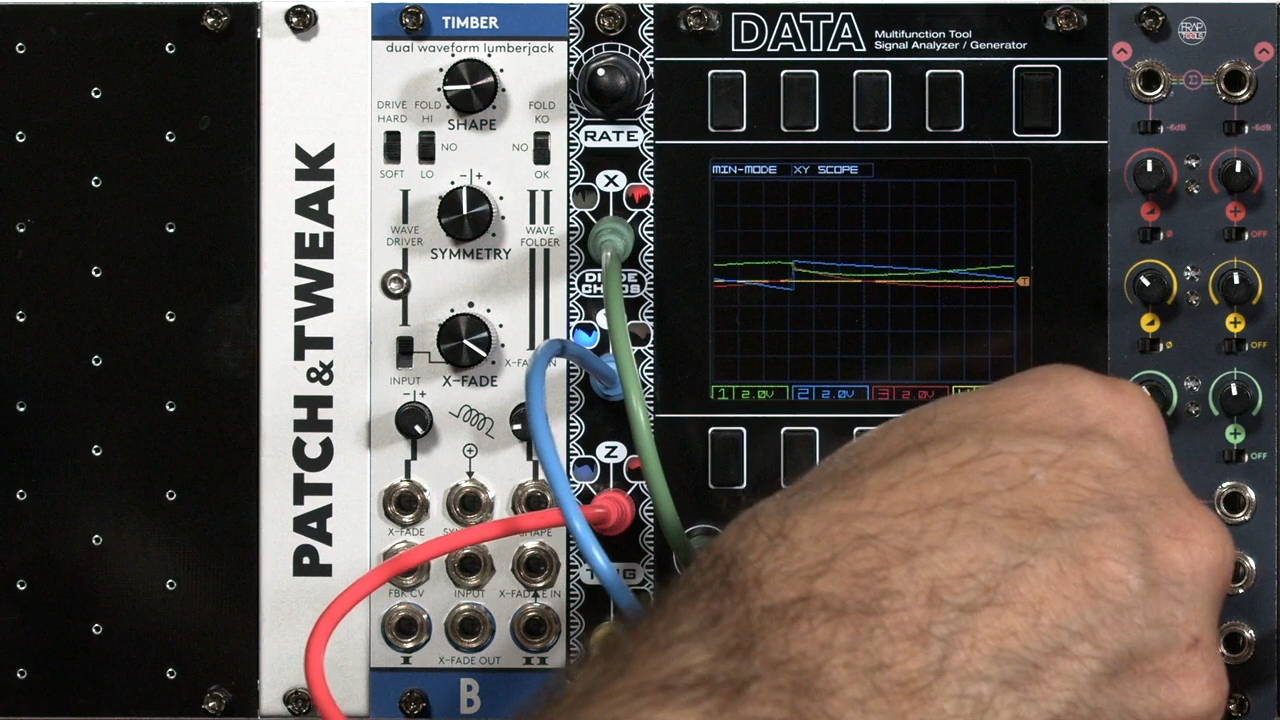 PATCH & TWEAK
TIMBER
dual waveform lumberjack
DRIVE
HARD
FOLD
HI
FOLD
KO
SHAPE
NO
NO
SOFT
LO
OK
WAVE
DRIVER
WAVE
FOLDER
SYMMETRY
INPUT
X-FADE
X-FADE
FBK CV
INPUT
X-FADE IN
I
X-FADE OUT
II
B
RATE
X
Z
DATA
Multifunction Tool
Signal Analyzer / Generator
MIN-MODE
XY SCOPE
1 2.0V
2 2.0V
3 2.0V
FRAP
TOOLS
-6dB
-6dB
OFF
OFF
OFF